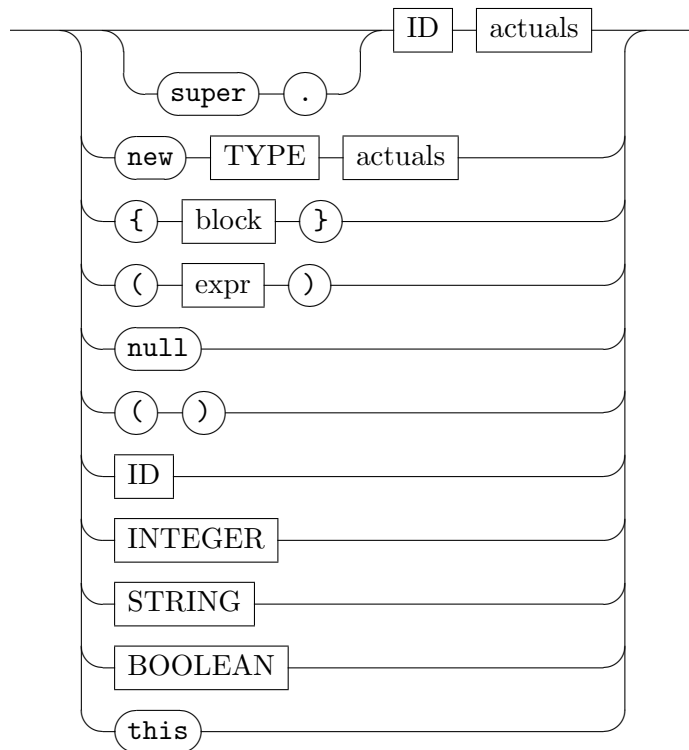 ID actuals
super .
new TYPE actuals
{ block }
( expr )
null
( )
ID
INTEGER
STRING
BOOLEAN
this